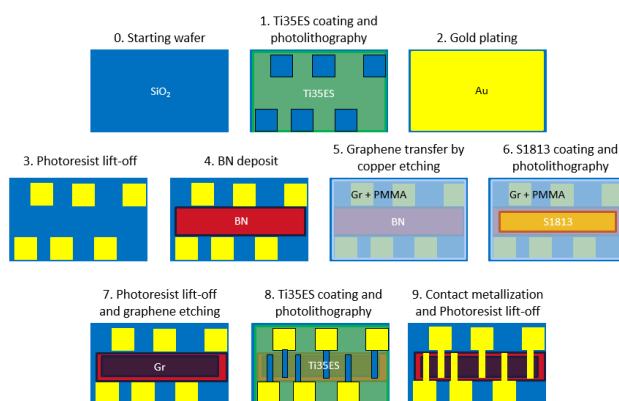 0. Starting wafer
1. Ti35ES coating and
photolithography
2. Gold plating
SiO₂
Ti35ES
Au
3. Photoresist lift-off
4. BN deposit
5. Graphene transfer by
copper etching
6. S1813 coating and
photolithography
BN
Gr + PMMA
BN
Gr + PMMA
S1813
7. Photoresist lift-off
and graphene etching
8. Ti35ES coating and
photolithography
9. Contact metallization
and Photoresist lift-off
Gr
Ti35ES